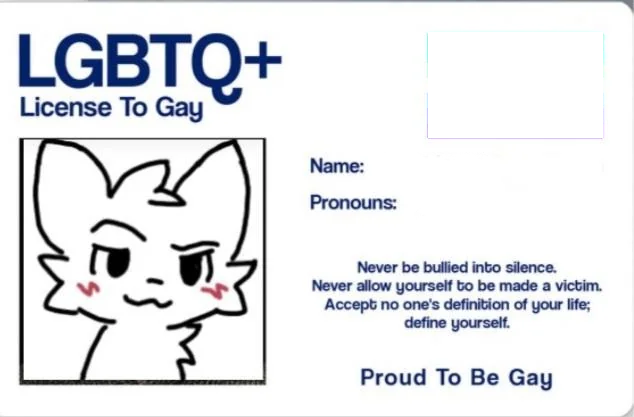 LGBTQ+
License To Gay
Name:
Pronouns:
Never be bullied into silence.
Never allow yourself to be made a victim.
Accept no one's definition of your life;
define yourself.
Proud To Be Gay